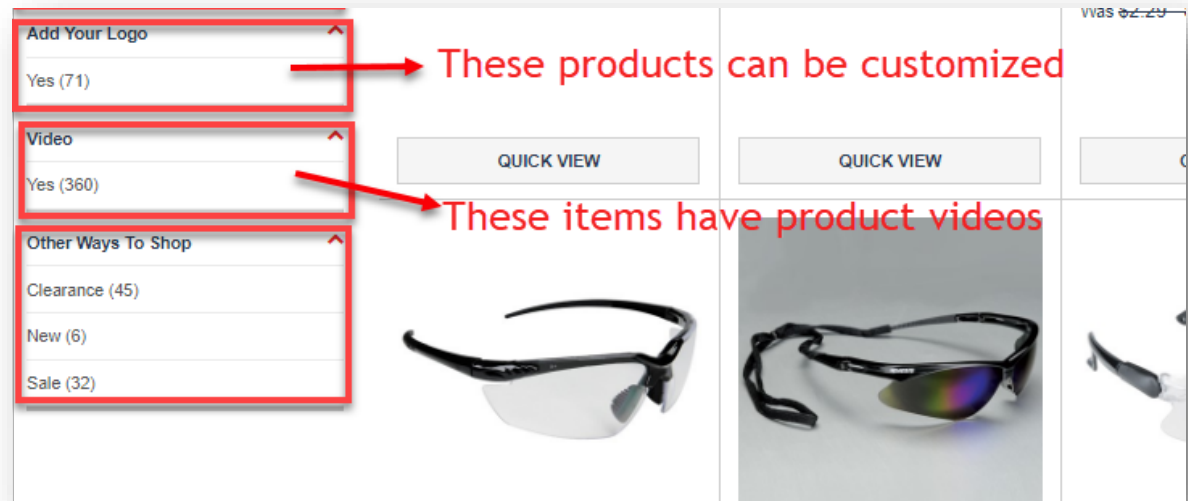 Was $2.29
Add Your Logo
Yes (71)
These products can be customized
Video
Yes (360)
QUICK VIEW
QUICK VIEW
These items have product videos
Other Ways To Shop
Clearance (45)
New (6)
Sale (32)